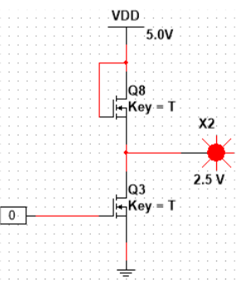 VDD
5.0V
Q8
Key = T
X2
2.5 V
Q3
Key = T
0